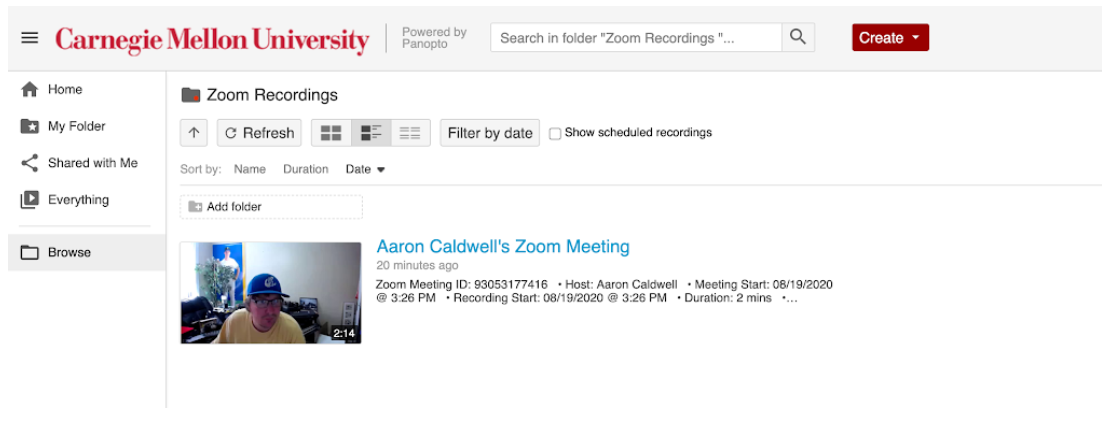 Carnegie Mellon University
Powered by
Panopto
Search in folder "Zoom Recordings "...
Create
Home
My Folder
Shared with Me
Everything
Browse
Zoom Recordings
Refresh
Filter by date
Show scheduled recordings
Sort by: Name Duration Date
Add folder
Aaron Caldwell's Zoom Meeting
20 minutes ago
Zoom Meeting ID: 93053177416 • Host: Aaron Caldwell • Meeting Start: 08/19/2020
@ 3:26 PM • Recording Start: 08/19/2020 @ 3:26 PM • Duration: 2 mins •...
2:14